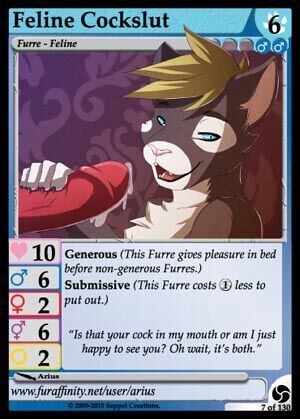 Feline Cockslut
6
Furre - Feline
10
6
2
6
2
Generous (This Furre gives pleasure in bed
before non-generous Furres.)
Submissive (This Furre costs 1 less to
put out.)
"Is that your cock in my mouth or am I just
happy to see you? Oh wait, it's both."
Arius
www.furaffinity.net/user/arius
© 2009-2010 Seppel Creations.
7 of 130